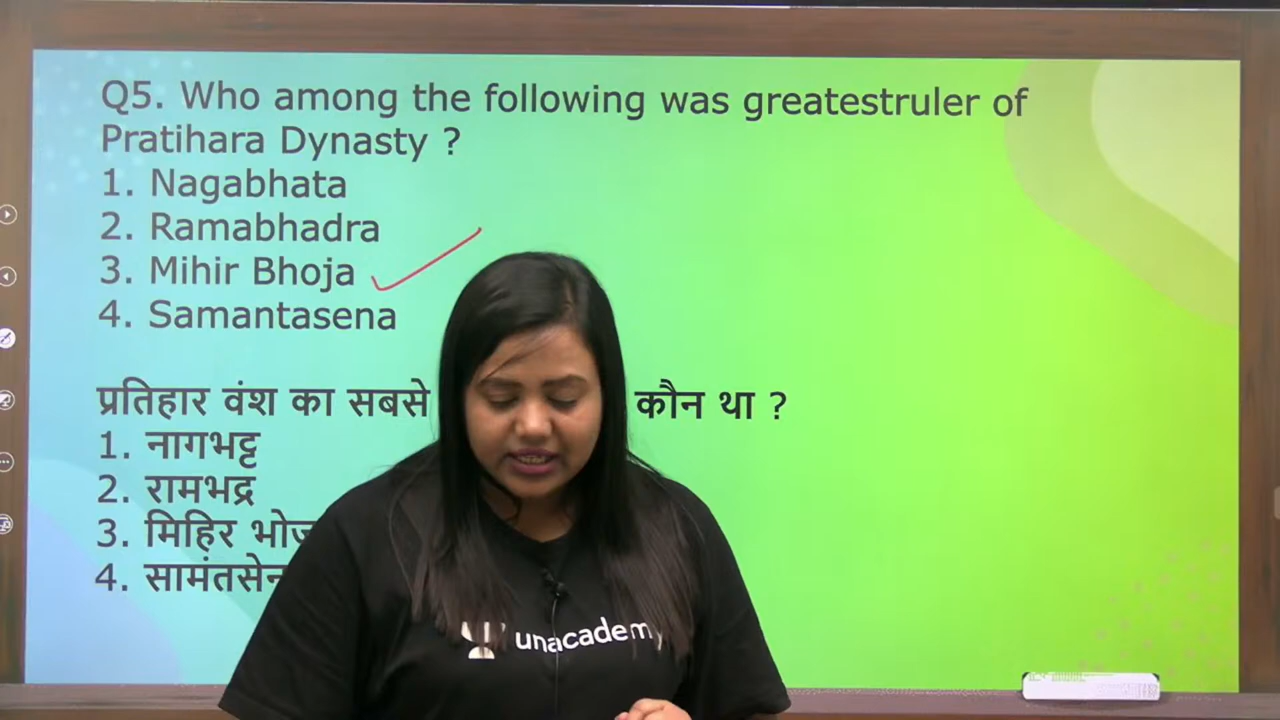 Q5. Who among the following was greatestruler of
Pratihara Dynasty ?
1. Nagabhata
2. Ramabhadra
3. Mihir Bhoja
4. Samantasena
प्रतिहार वंश का सबसे कौन था ?
1. नागभट्ट
2. रामभद्र
3. मिहिर भोज
4. सामंतसेन
unacademy